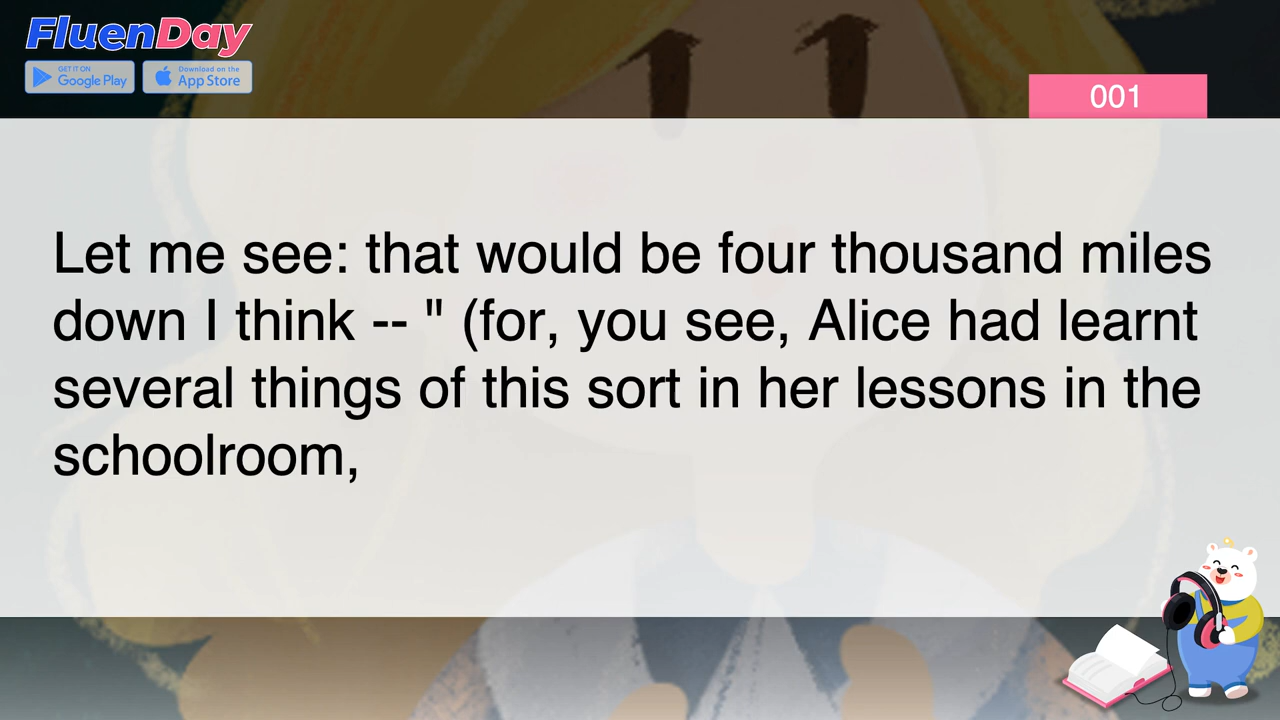 FluenDay
GET IT ON
Google Play
Download on the
App Store
001
Let me see: that would be four thousand miles
down I think -- " (for, you see, Alice had learnt
several things of this sort in her lessons in the
schoolroom,